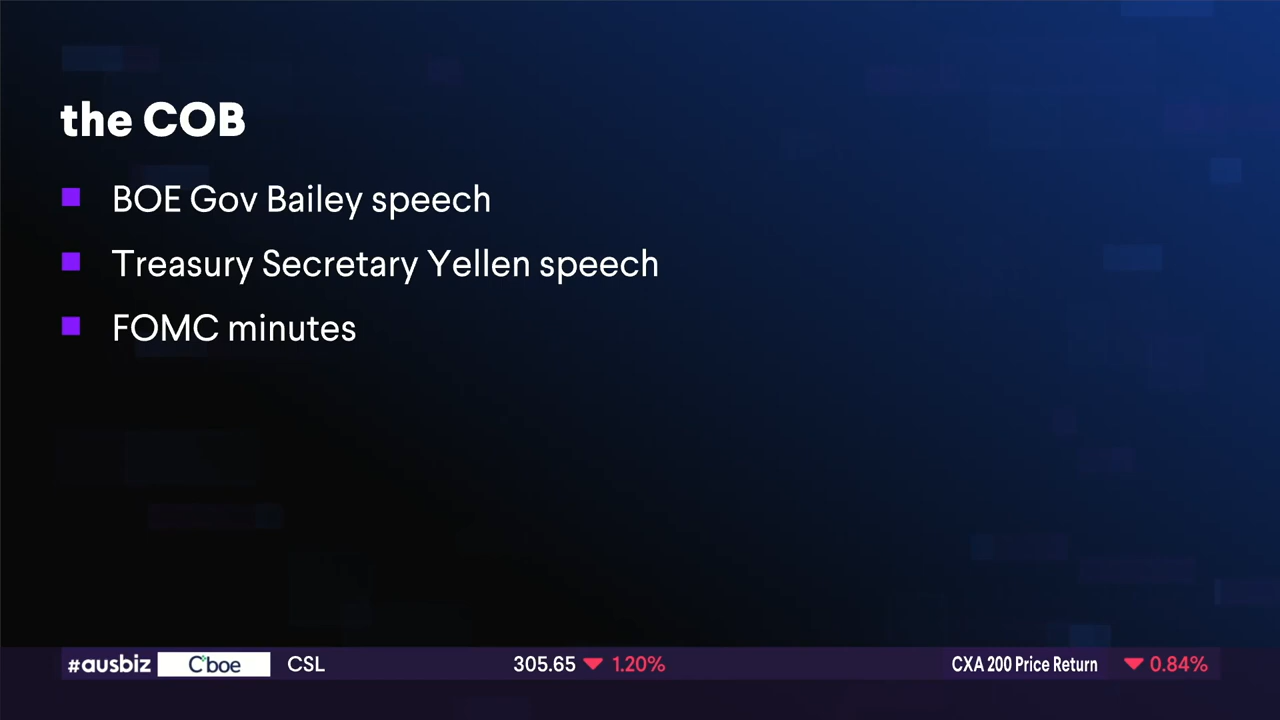 the COB
BOE Gov Bailey speech
Treasury Secretary Yellen speech
FOMC minutes
#ausbiz Cboe CSL 305.65 1.20% CXA 200 Price Return 0.84%